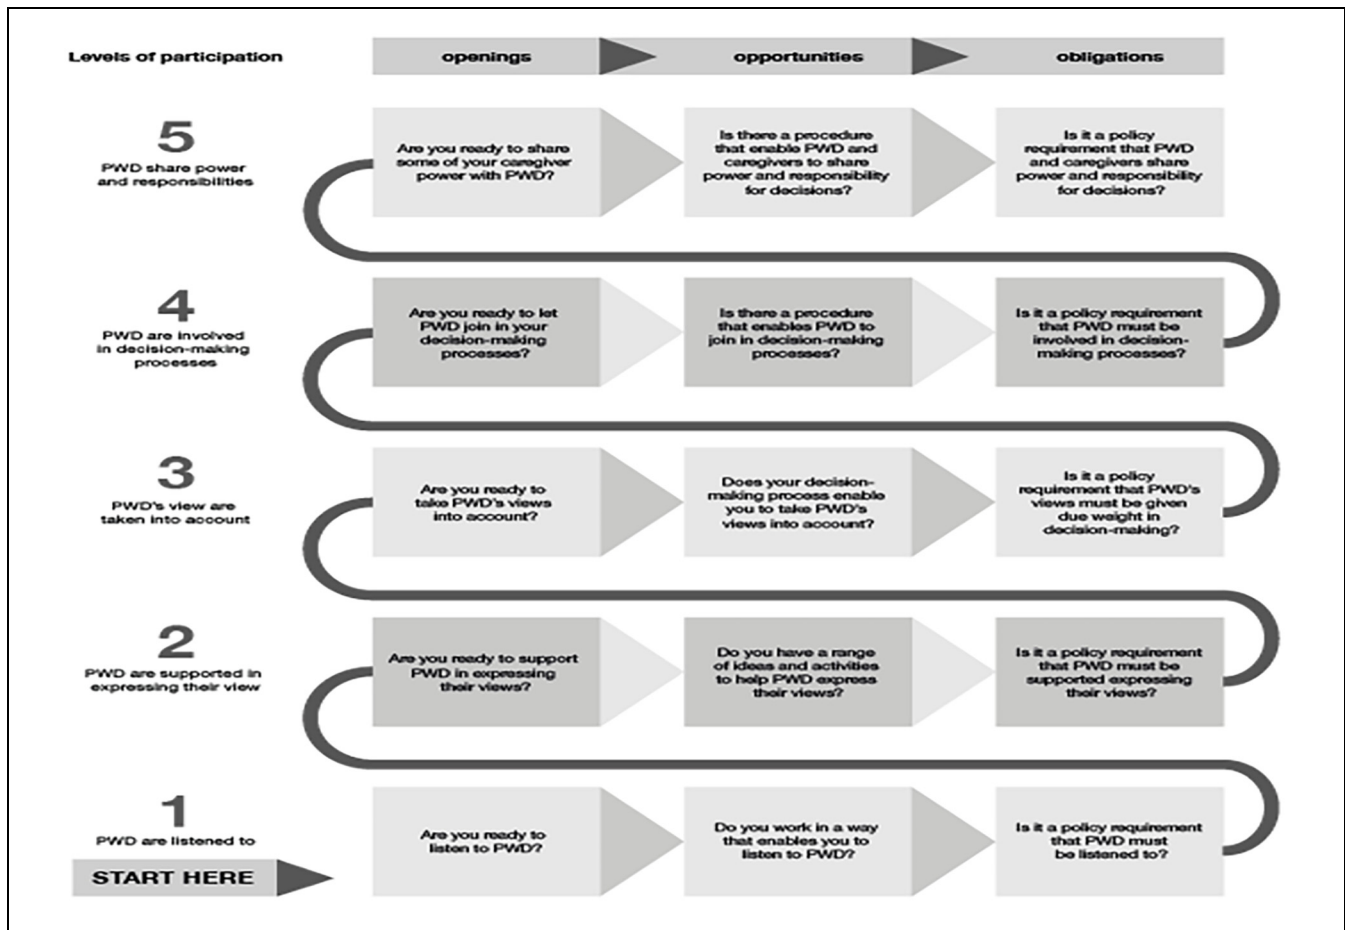 Levels of participation
openings
opportunities
obligations
5
PWD share power
and responsibilities
Are you ready to share
some of your caregiver
power with PWD?
Is there a procedure
that enable PWD and
caregivers to share
power and responsibility
for decisions?
Is it a policy
requirement that PWD
and caregivers share
power and responsibility
for decisions?
4
PWD are involved
in decision-making
processes
Are you ready to let
PWD join in your
decision-making
processes?
Is there a procedure
that enables PWD to
join in decision-making
processes?
Is it a policy requirement
that PWD must be
involved in decision-
making processes?
3
PWD's view are
taken into account
Are you ready to
take PWD's views
into account?
Does your decision-
making process enable
you to take PWD's
views into account?
Is it a policy
requirement that PWD's
views must be given
due weight in
decision-making?
2
PWD are supported in
expressing their view
Are you ready to support
PWD in expressing
their views?
Do you have a range
of ideas and activities
to help PWD express
their views?
Is it a policy requirement
that PWD must be
supported expressing
their views?
1
PWD are listened to
START HERE
Are you ready to
listen to PWD?
Do you work in a way
that enables you to
listen to PWD?
Is it a policy requirement
that PWD must
be listened to?